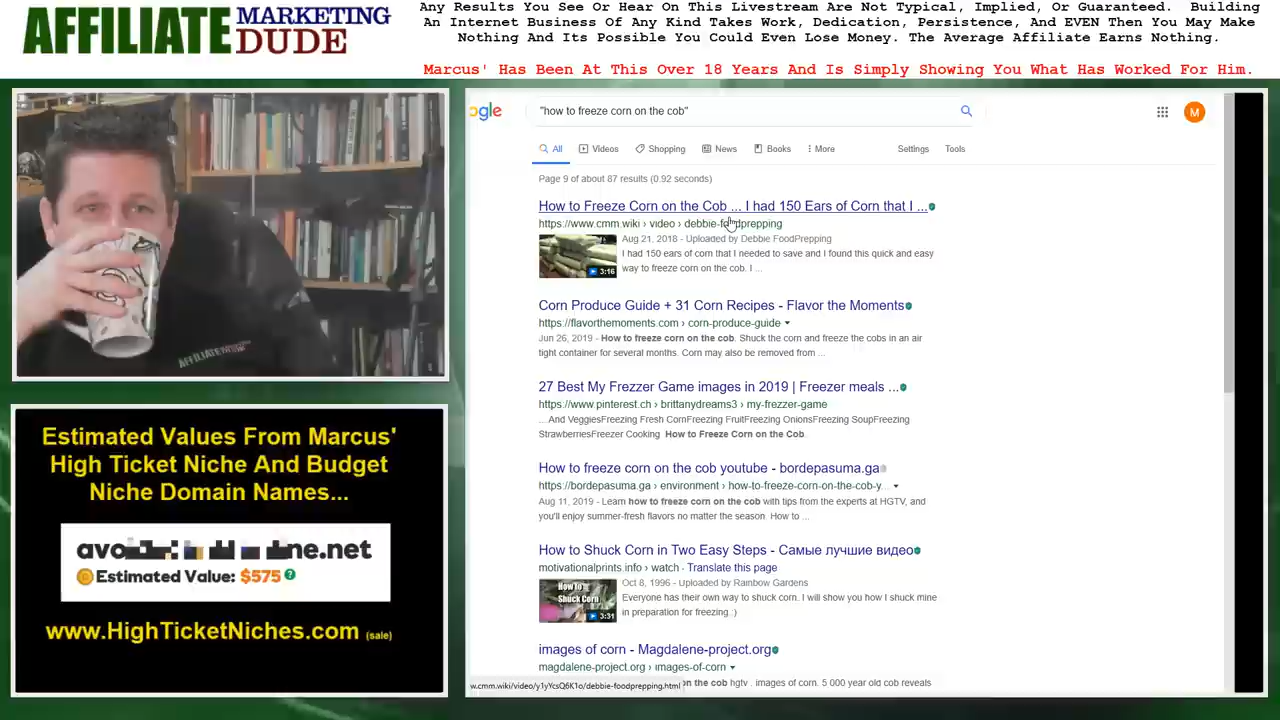 AFFILIATE
MARKETING
DUDE
Any Results You See Or Hear On This Livestream Are Not Typical, Implied, Or Guaranteed. Building
An Internet Business Of Any Kind Takes Work, Dedication, Persistence, And EVEN Then You May Make
Nothing And Its Possible You Could Even Lose Money. The Average Affiliate Earns Nothing.
Marcus' Has Been At This Over 18 Years And Is Simply Showing You What Has Worked For Him.
AFFILIATE
Estimated Values From Marcus'
High Ticket Niche And Budget
Niche Domain Names...
ne.net
Estimated Value: $575
www.HighTicketNiches.com (sale)
ogle
"how to freeze corn on the cob"
M
All
Videos
Shopping
News
Books
More
Settings
Tools
Page 9 of about 87 results (0.92 seconds)
How to Freeze Corn on the Cob ... I had 150 Ears of Corn that I ...
https://www.cmm.wiki › video › debbie-foodprepping
Aug 21, 2018 - Uploaded by Debbie FoodPrepping
I had 150 ears of corn that I needed to save and I found this quick and easy
way to freeze corn on the cob. I ...
3:16
Corn Produce Guide + 31 Corn Recipes - Flavor the Moments
https://flavorthemoments.com › corn-produce-guide
Jun 26, 2019 - How to freeze corn on the cob. Shuck the corn and freeze the cobs in an air
tight container for several months. Corn may also be removed from ...
27 Best My Frezzer Game images in 2019 | Freezer meals ...
https://www.pinterest.ch › brittanydreams3 › my-frezzer-game
...And VeggiesFreezing Fresh CornFreezing FruitFreezing OnionsFreezing SoupFreezing
StrawberriesFreezer Cooking How to Freeze Corn on the Cob.
How to freeze corn on the cob youtube - bordepasuma.ga
https://bordepasuma.ga › environment › how-to-freeze-corn-on-the-cob-y...
Aug 11, 2019 - Learn how to freeze corn on the cob with tips from the experts at HGTV, and
you'll enjoy summer-fresh flavors no matter the season. How to ...
How to Shuck Corn in Two Easy Steps - Самые лучшие видео
motivationalprints.info › watch - Translate this page
Oct 8, 1996 - Uploaded by Rainbow Gardens
Everyone has their own way to shuck corn. I will show you how I shuck mine
in preparation for freezing. :)
How To
Shuck Corn
3:31
images of corn - Magdalene-project.org
magdalene-project.org › images-of-corn
on the cob hgtv . images of corn. 5 000 year old cob reveals
w.cmm.wiki/video/y1yYcsQ6K1o/debbie-foodprepping.html